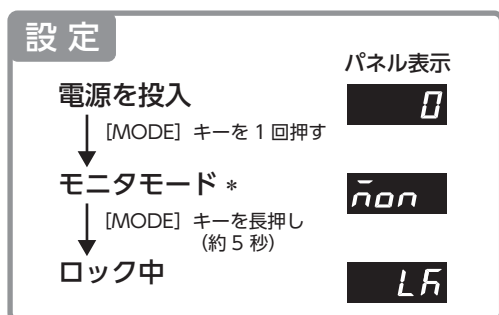 設定
パネル表示
電源を投入
0
[MODE] キーを1回押す
モニタモード *
mon
[MODE] キーを長押し
(約5秒)
ロック中
LK